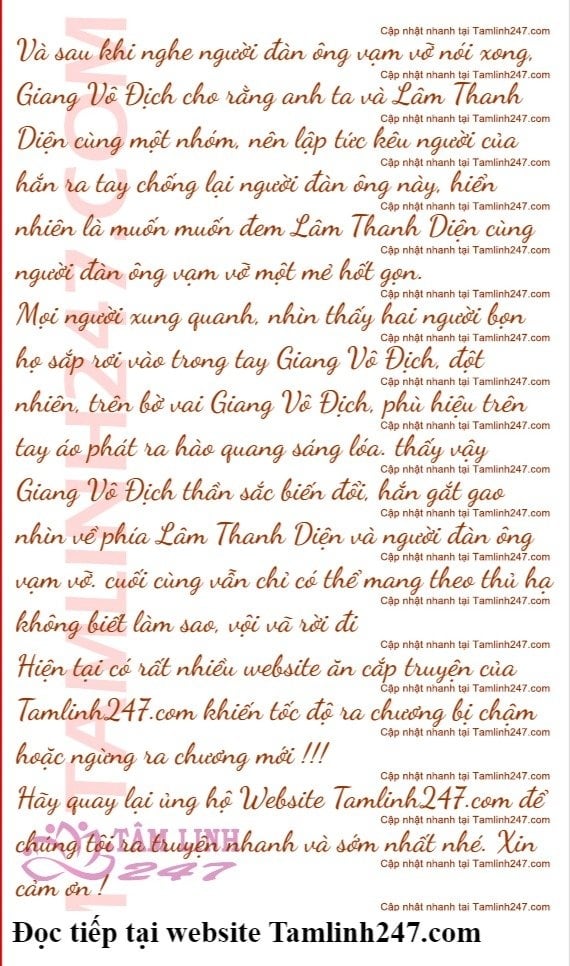 Cập nhật nhanh tại Tamlinh247.com
Và sau khi nghe người đàn ông vạm vỡ nói xong,
Cập nhật nhanh tại Tamlinh247.com
Giang Vô Địch cho rằng anh ta và Lâm Thanh
Cập nhật nhanh tại Tamlinh247.com
Diện cùng một nhóm, nên lập tức kêu người của
Cập nhật nhanh tại Tamlinh247.com
hắn ra tay chống lại người đàn ông này, hiển
Cập nhật nhanh tại Tamlinh247.com
nhiên là muốn muốn đem Lâm Thanh Diện cùng
Cập nhật nhanh tại Tamlinh247.com
người đàn ông vạm vỡ một mẻ hốt gọn.
Cập nhật nhanh tại Tamlinh247.com
Mọi người xung quanh, nhìn thấy hai người bọn
Cập nhật nhanh tại Tamlinh247.com
họ sắp rơi vào trong tay Giang Vô Địch, đột
Cập nhật nhanh tại Tamlinh247.com
nhiên, trên bờ vai Giang Vô Địch, phù hiệu trên
Cập nhật nhanh tại Tamlinh247.com
tay áo phát ra hào quang sáng lóa. thấy vậy
Cập nhật nhanh tại Tamlinh247.com
Giang Vô Địch thần sắc biến đổi, hắn gắt gao
Cập nhật nhanh tại Tamlinh247.com
nhìn về phía Lâm Thanh Diện và người đàn ông
Cập nhật nhanh tại Tamlinh247.com
vạm vỡ. cuối cùng vẫn chỉ có thể mang theo thủ hạ
Cập nhật nhanh tại Tamlinh247.com
không biết làm sao, vội vã rời đi
Cập nhật nhanh tại Tamlinh247.com
Hiện tại có rất nhiều website ăn cắp truyện của
Cập nhật nhanh tại Tamlinh247.com
Tamlinh247.com khiến tốc độ ra chương bị chậm
Cập nhật nhanh tại Tamlinh247.com
hoặc ngừng ra chương mới !!!
Cập nhật nhanh tại Tamlinh247.com
Hãy quay lại ủng hộ Website Tamlinh247.com để
Cập nhật nhanh tại Tamlinh247.com
chúng tôi ra truyện nhanh và sớm nhất nhé. Xin
Cập nhật nhanh tại Tamlinh247.com
cảm ơn !
Cập nhật nhanh tại Tamlinh247.com
TAMLINH247.COM
TÂM LINH
247
Đọc tiếp tại website Tamlinh247.com